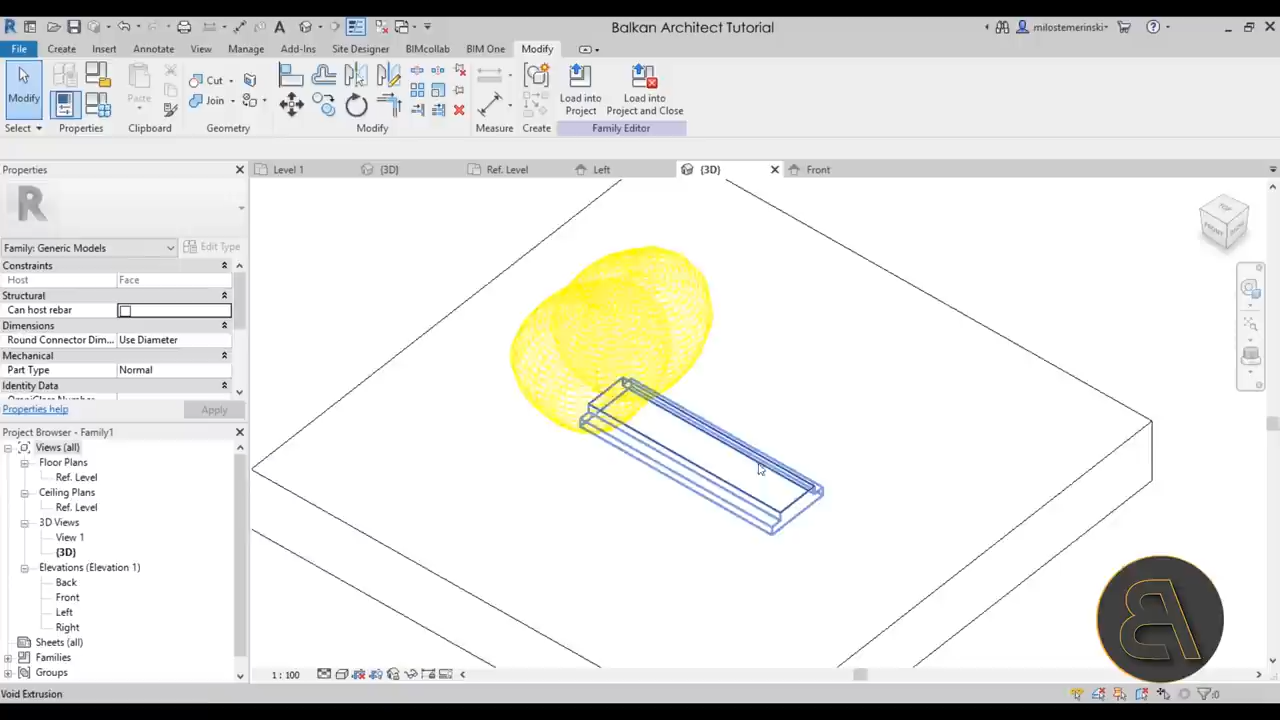 Balkan Architect Tutorial
milostemerinski
File Create Insert Annotate View Manage Add-Ins Site Designer BIMcollab BIM One Modify
Modify
Paste
Cut
Join
Load into
Project
Load into
Project and Close
Select Properties Clipboard Geometry Modify Measure Create Family Editor
Properties
Level 1 {3D} Ref. Level Left {3D} Front
R
Family: Generic Models Edit Type
Constraints
Host Face
Structural
Can host rebar
Dimensions
Round Connector Dim... Use Diameter
Mechanical
Part Type Normal
Identity Data
Properties help Apply
Project Browser - Family1
Views (all)
Floor Plans
Ref. Level
Ceiling Plans
Ref. Level
3D Views
View 1
{3D}
Elevations (Elevation 1)
Back
Front
Left
Right
Sheets (all)
Families
Groups
1 : 100
Void Extrusion
:0
FRONT